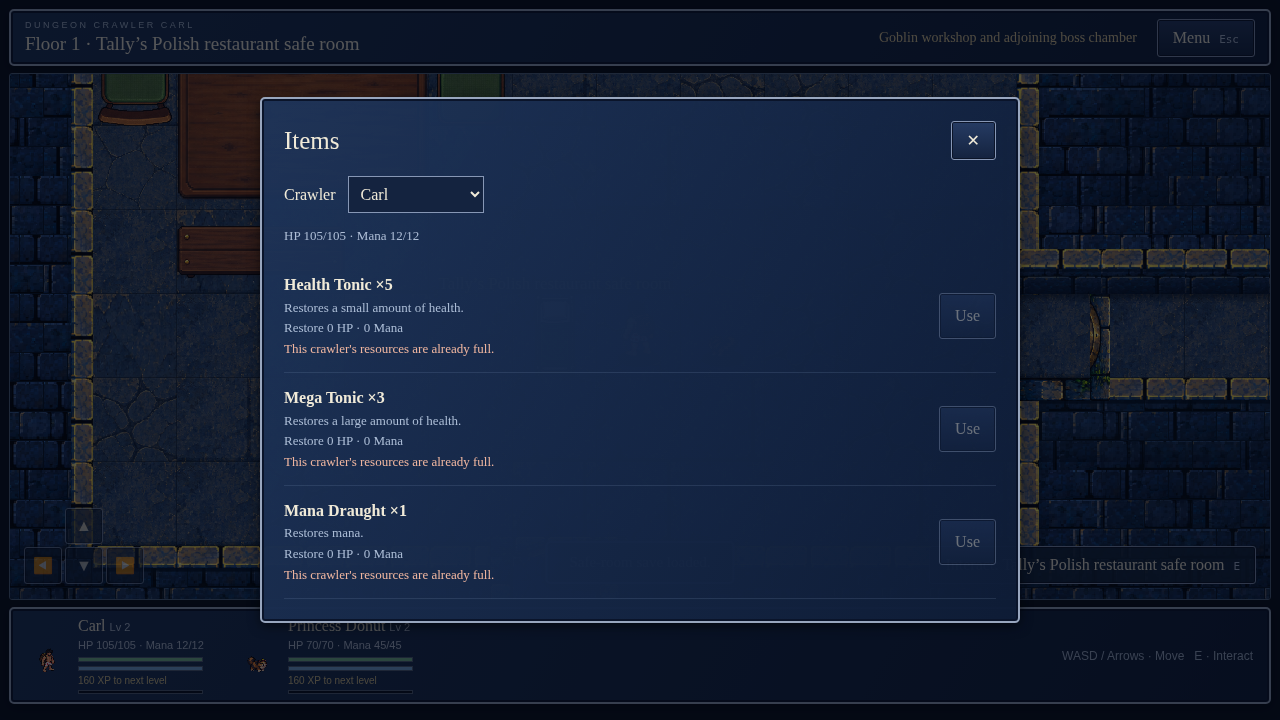 DUNGEON CRAWLER CARL
Floor 1 · Tally’s Polish restaurant safe room
Goblin workshop and adjoining boss chamber
Menu Esc
Items
✕
Crawler Carl
HP 105/105 · Mana 12/12
Health Tonic ×5
Restores a small amount of health.
Restore 0 HP · 0 Mana
This crawler's resources are already full.
Use
Mega Tonic ×3
Restores a large amount of health.
Restore 0 HP · 0 Mana
This crawler's resources are already full.
Use
Mana Draught ×1
Restores mana.
Restore 0 HP · 0 Mana
This crawler's resources are already full.
Use
lly’s Polish restaurant safe room E
Carl Lv 2
HP 105/105 · Mana 12/12
160 XP to next level
Princess Donut Lv 2
HP 70/70 · Mana 45/45
160 XP to next level
WASD / Arrows · Move E · Interact